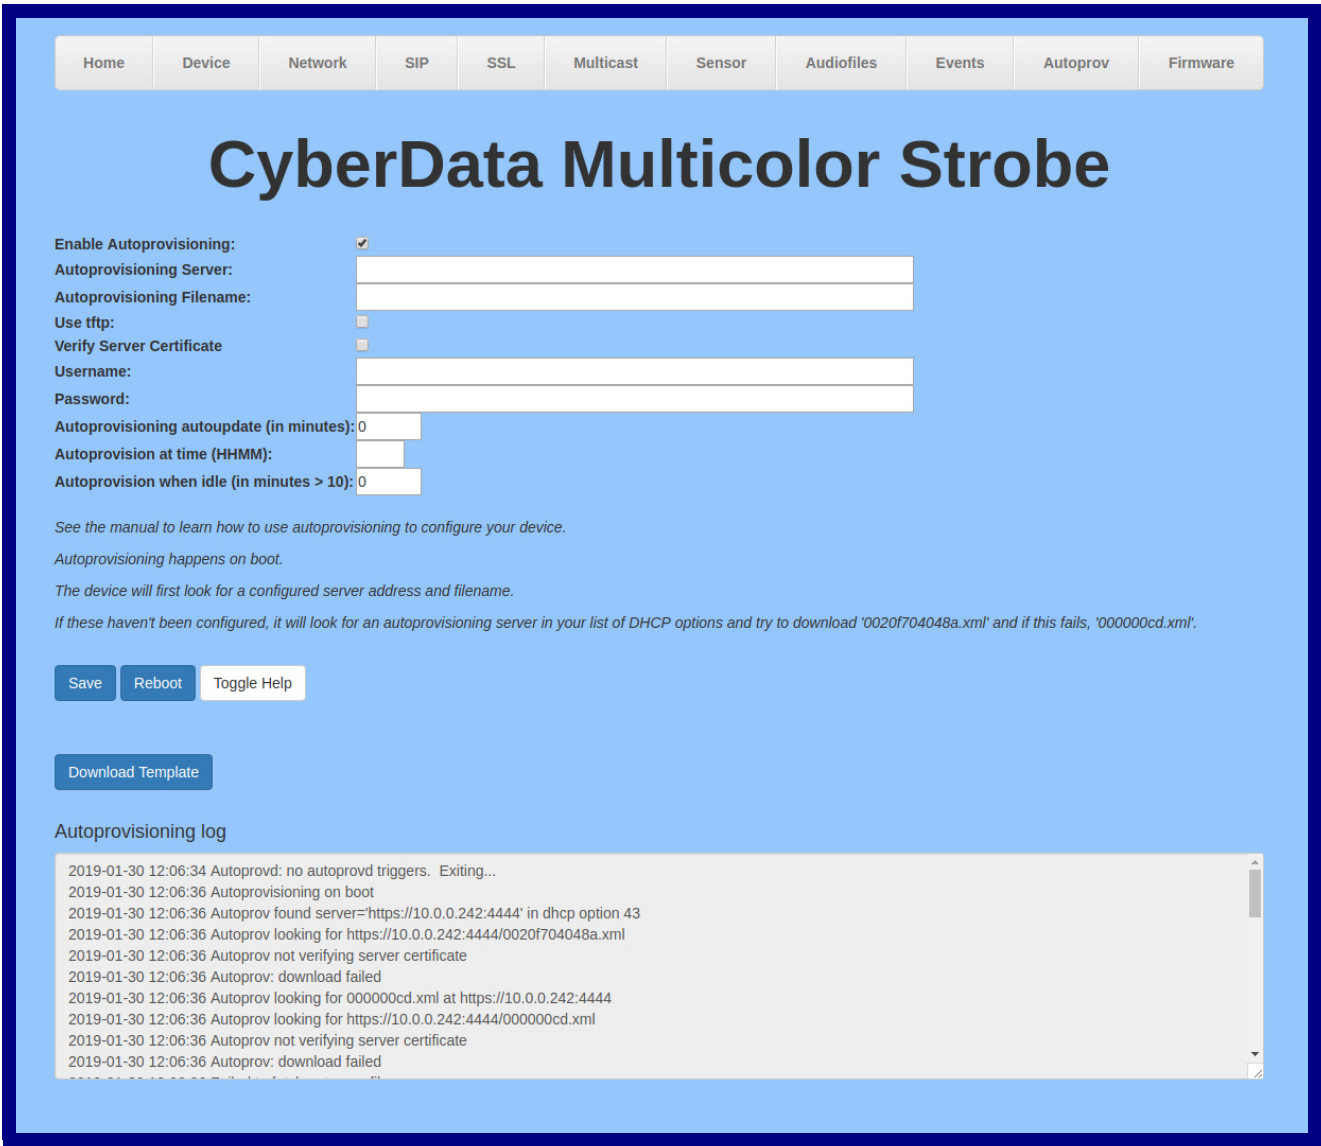 Home Device Network SIP SSL Multicast Sensor Audiofiles Events Autoprov Firmware
CyberData Multicolor Strobe
Enable Autoprovisioning:
Autoprovisioning Server:
Autoprovisioning Filename:
Use tftp:
Verify Server Certificate
Username:
Password:
Autoprovisioning autoupdate (in minutes): 0
Autoprovision at time (HHMM):
Autoprovision when idle (in minutes > 10): 0
See the manual to learn how to use autoprovisioning to configure your device.
Autoprovisioning happens on boot.
The device will first look for a configured server address and filename.
If these haven't been configured, it will look for an autoprovisioning server in your list of DHCP options and try to download '0020f704048a.xml' and if this fails, '000000cd.xml'.
Save Reboot Toggle Help
Download Template
Autoprovisioning log
2019-01-30 12:06:34 Autoprovd: no autoprovd triggers.  Exiting...
2019-01-30 12:06:36 Autoprovisioning on boot
2019-01-30 12:06:36 Autoprov found server='https://10.0.0.242:4444' in dhcp option 43
2019-01-30 12:06:36 Autoprov looking for https://10.0.0.242:4444/0020f704048a.xml
2019-01-30 12:06:36 Autoprov not verifying server certificate
2019-01-30 12:06:36 Autoprov: download failed
2019-01-30 12:06:36 Autoprov looking for 000000cd.xml at https://10.0.0.242:4444
2019-01-30 12:06:36 Autoprov looking for https://10.0.0.242:4444/000000cd.xml
2019-01-30 12:06:36 Autoprov not verifying server certificate
2019-01-30 12:06:36 Autoprov: download failed